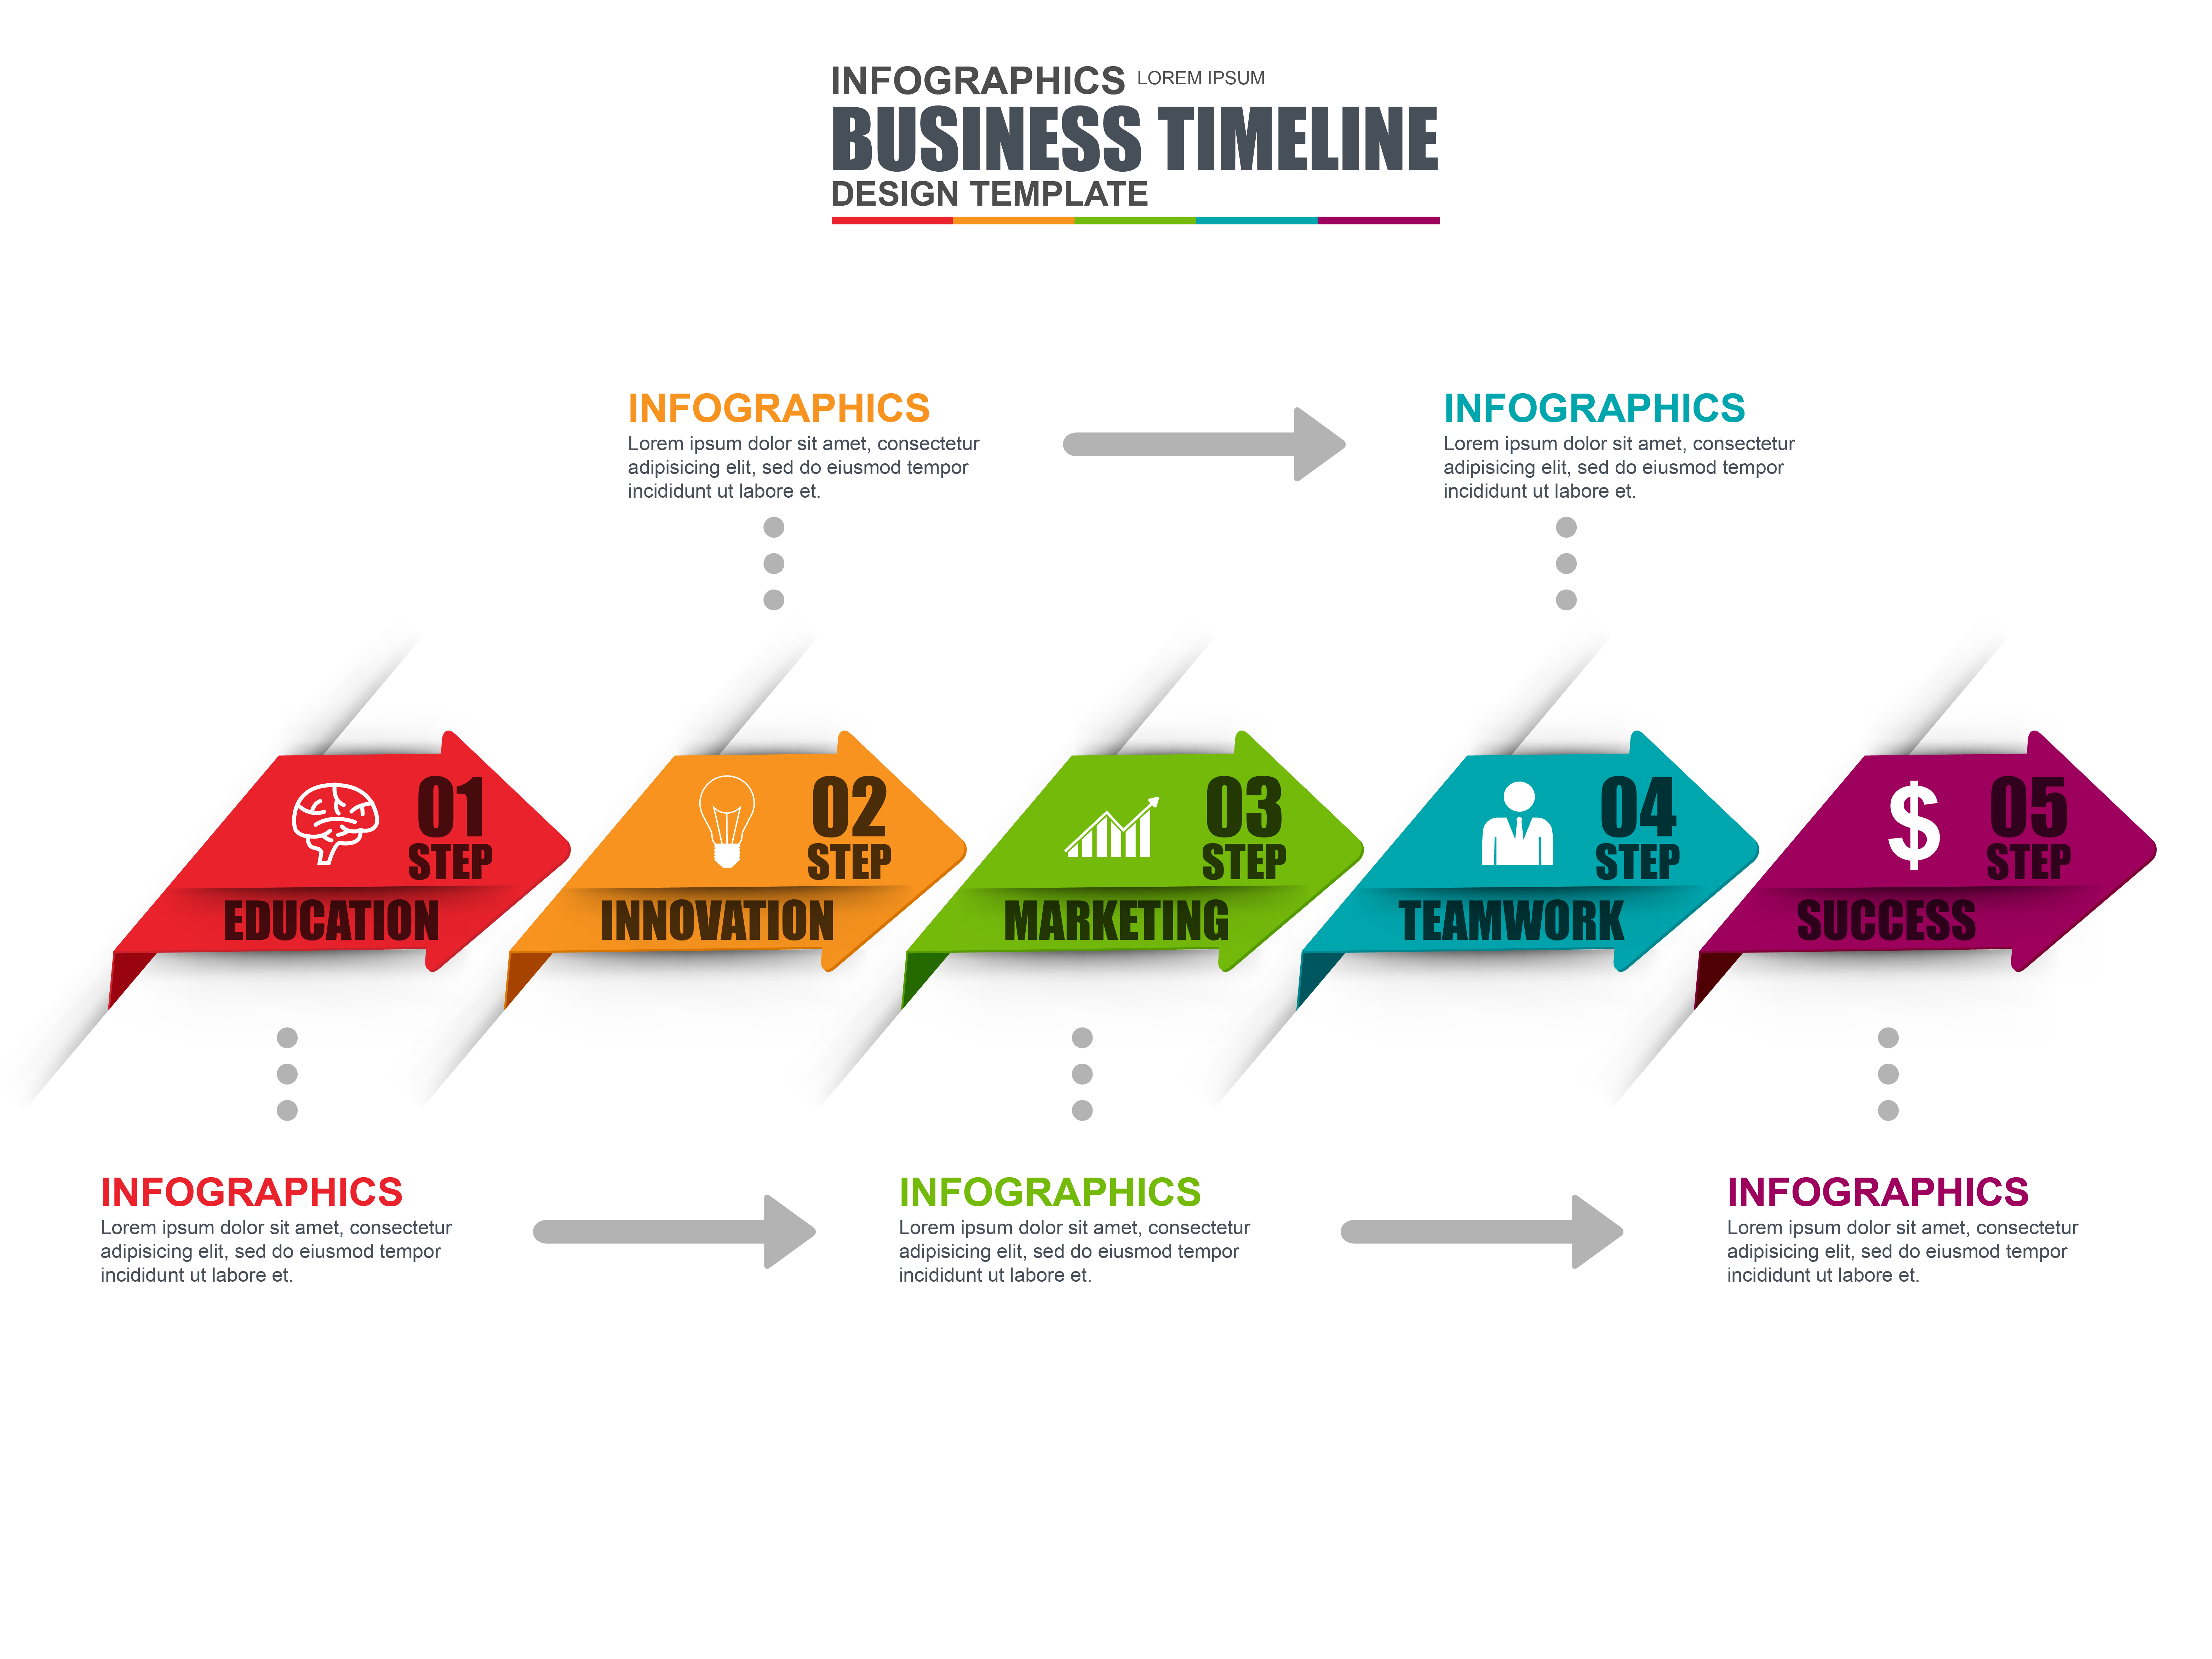 INFOGRAPHICS LOREM IPSUM
BUSINESS TIMELINE
DESIGN TEMPLATE
INFOGRAPHICS
Lorem ipsum dolor sit amet, consectetur
adipisicing elit, sed do eiusmod tempor
incididunt ut labore et.
INFOGRAPHICS
Lorem ipsum dolor sit amet, consectetur
adipisicing elit, sed do eiusmod tempor
incididunt ut labore et.
01
STEP
EDUCATION
02
STEP
INNOVATION
03
STEP
MARKETING
04
STEP
TEAMWORK
$
05
STEP
SUCCESS
INFOGRAPHICS
Lorem ipsum dolor sit amet, consectetur
adipisicing elit, sed do eiusmod tempor
incididunt ut labore et.
INFOGRAPHICS
Lorem ipsum dolor sit amet, consectetur
adipisicing elit, sed do eiusmod tempor
incididunt ut labore et.
INFOGRAPHICS
Lorem ipsum dolor sit amet, consectetur
adipisicing elit, sed do eiusmod tempor
incididunt ut labore et.